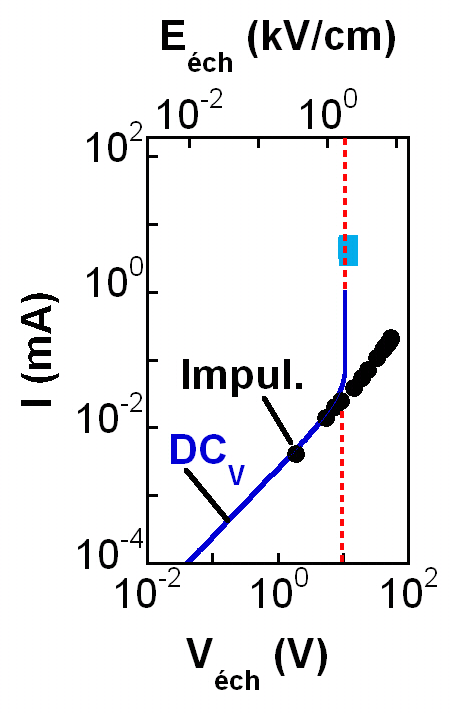 E_éch (kV/cm)
10^-2 10^0
10^2
10^0
I (mA)
Impul.
10^-2
DC_V
10^-4
10^-2 10^0 10^2
V_éch (V)